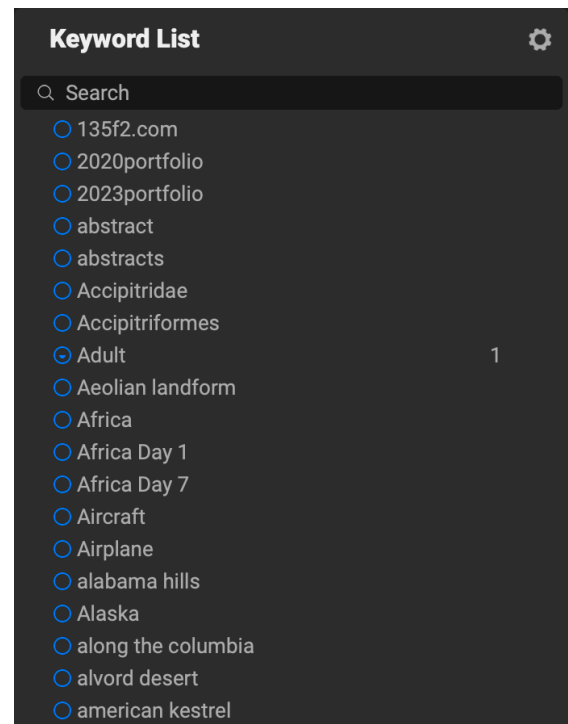 Keyword List
Search
135f2.com
2020portfolio
2023portfolio
abstract
abstracts
Accipitridae
Accipitriformes
Adult 1
Aeolian landform
Africa
Africa Day 1
Africa Day 7
Aircraft
Airplane
alabama hills
Alaska
along the columbia
alvord desert
american kestrel